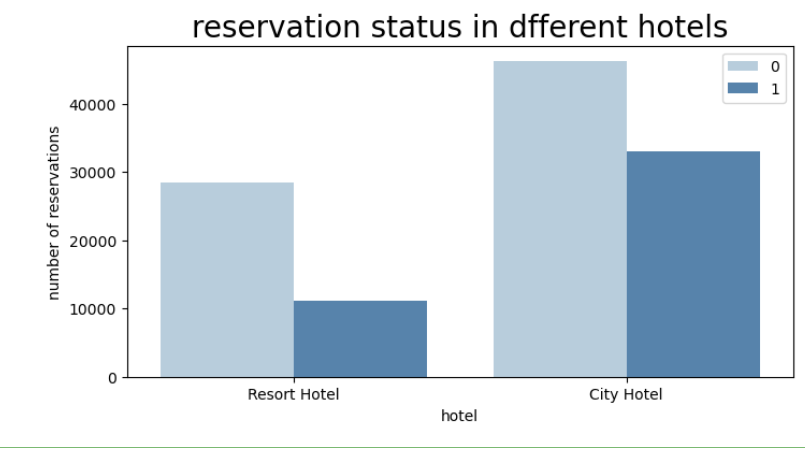 reservation status in dfferent hotels
0
1
40000
30000
20000
10000
0
number of reservations
Resort Hotel
City Hotel
hotel